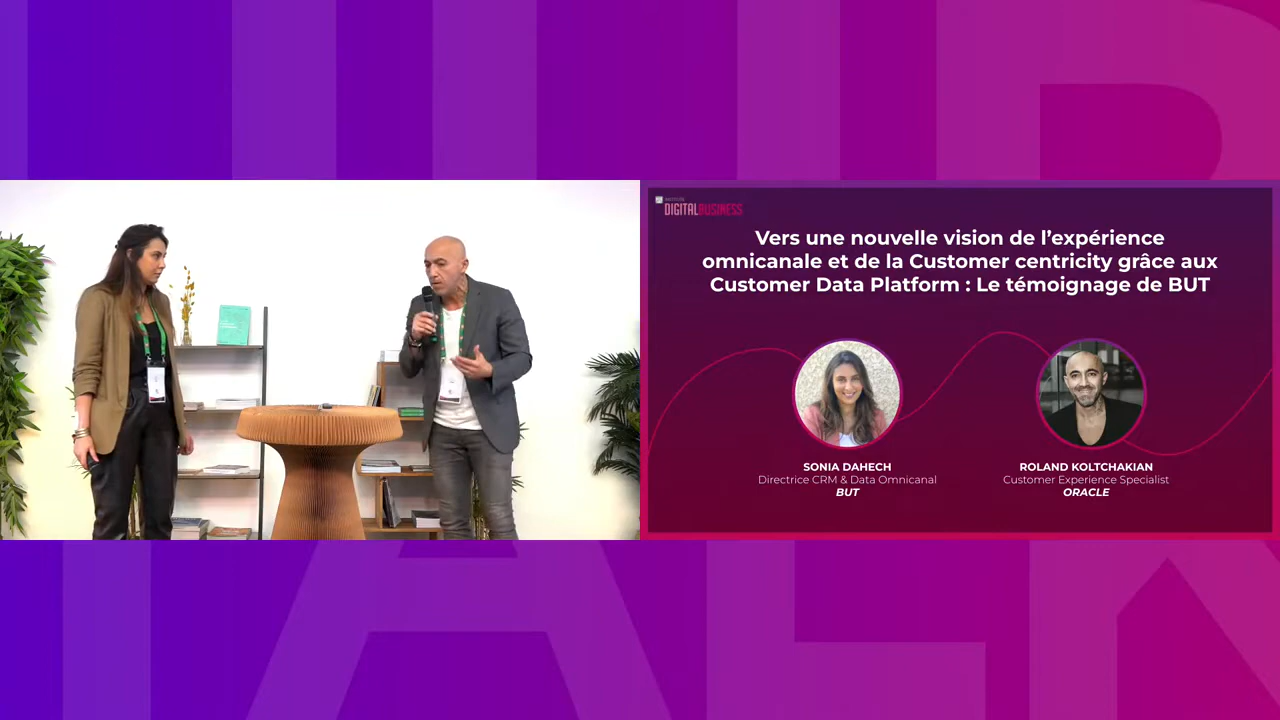 DIGITALBUSINESS
Vers une nouvelle vision de l'expérience
omnicanale et de la Customer centricity grâce aux
Customer Data Platform : Le témoignage de BUT
SONIA DAHECH
Directrice CRM & Data Omnicanal
BUT
ROLAND KOLTCHAKIAN
Customer Experience Specialist
ORACLE